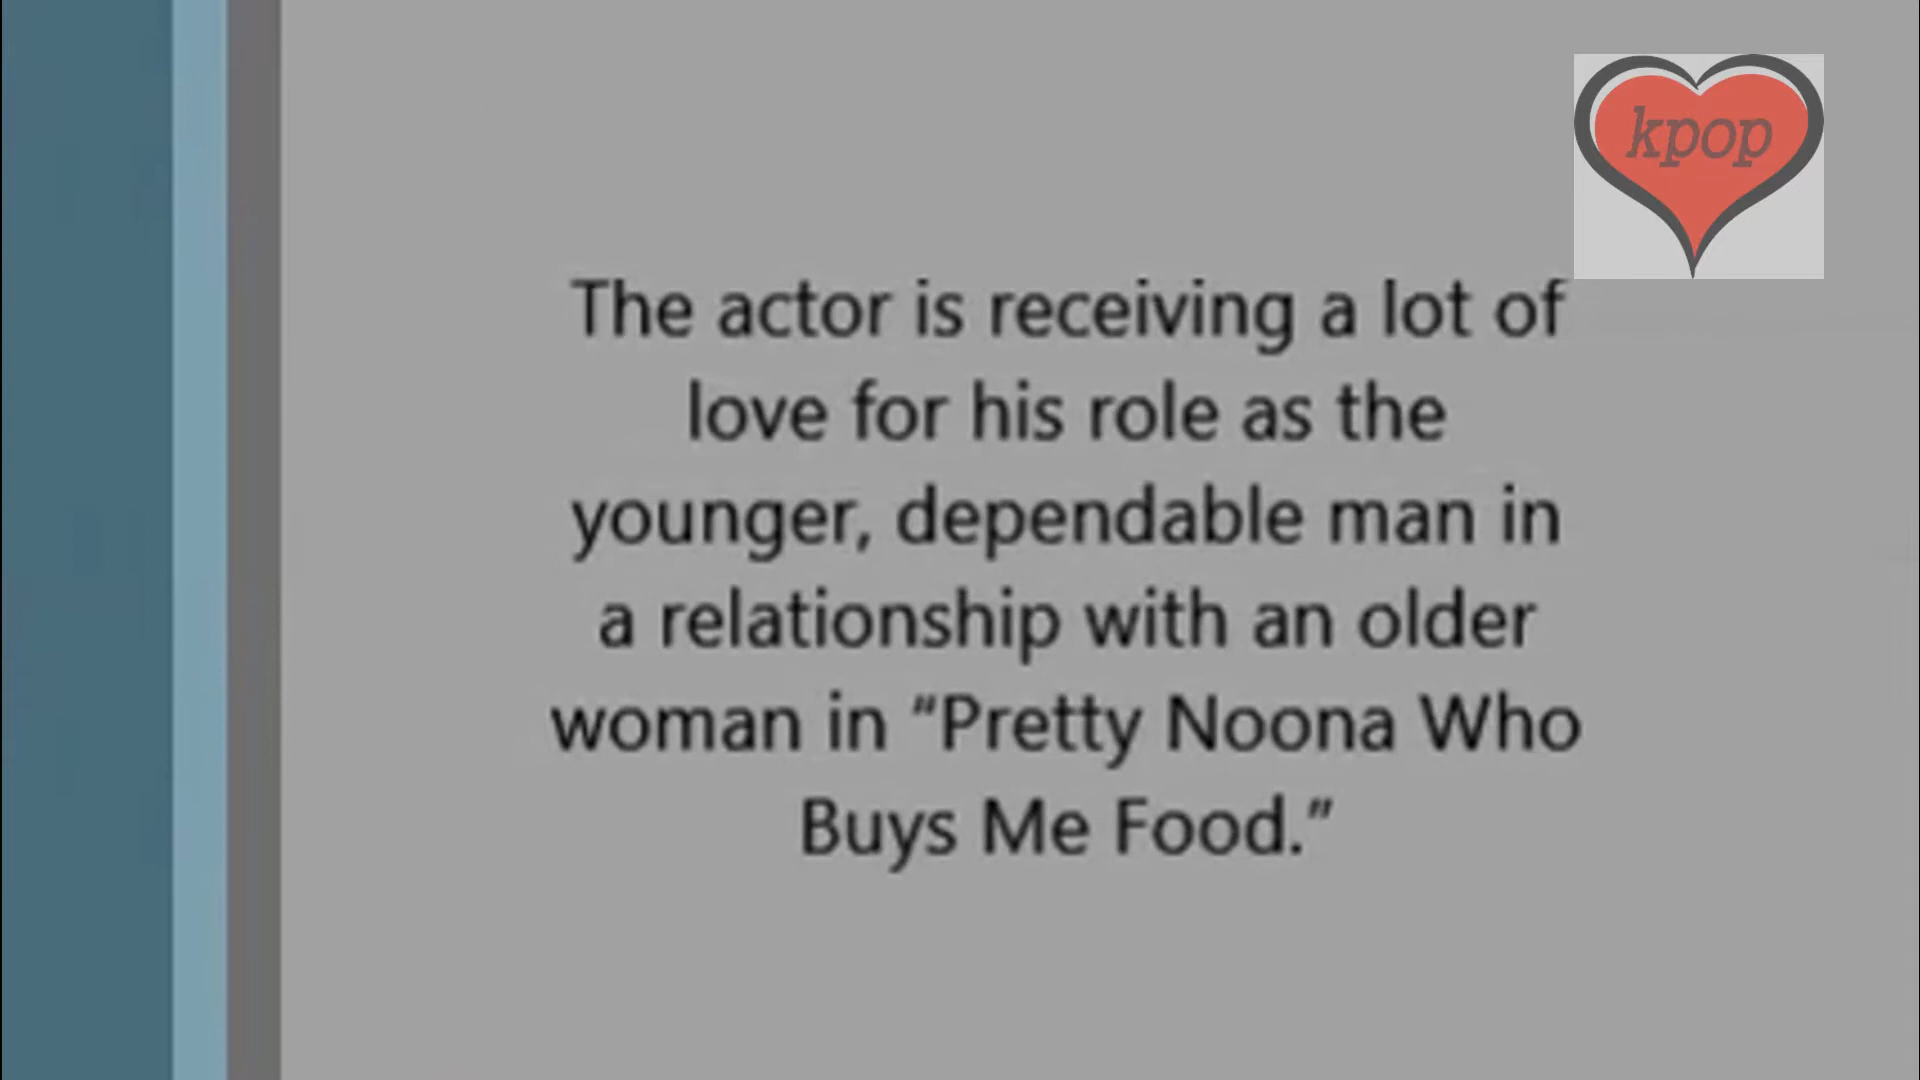 kpop
The actor is receiving a lot of
love for his role as the
younger, dependable man in
a relationship with an older
woman in “Pretty Noona Who
Buys Me Food.”